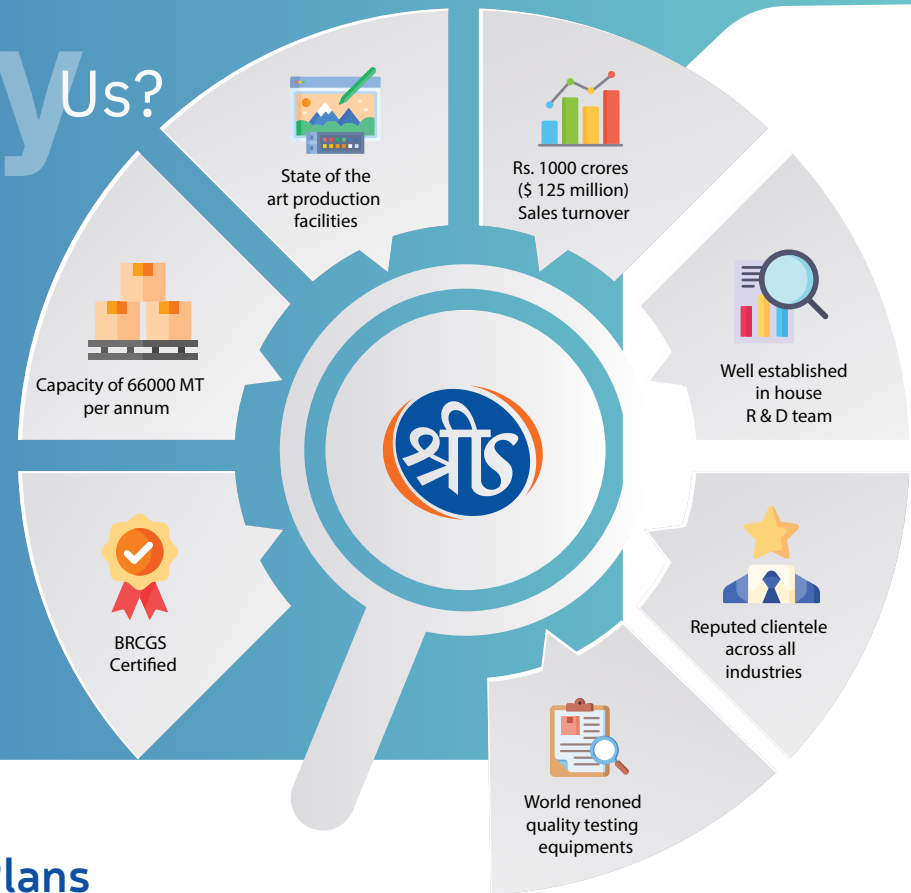 y Us?
State of the
art production
facilities
Rs. 1000 crores
($ 125 million)
Sales turnover
Capacity of 66000 MT
per annum
Well established
in house
R & D team
श्रीS
BRCGS
Certified
Reputed clientele
across all
industries
World renoned
quality testing
equipments
Plans